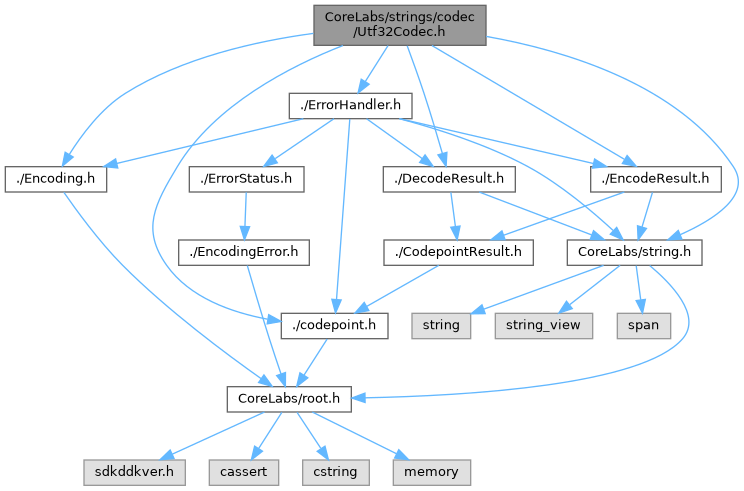 CoreLabs/strings/codec
/Utf32Codec.h
./ErrorHandler.h
./Encoding.h
./ErrorStatus.h
./DecodeResult.h
./EncodeResult.h
./EncodingError.h
./CodepointResult.h
CoreLabs/string.h
./codepoint.h
string
string_view
span
CoreLabs/root.h
sdkddkver.h
cassert
cstring
memory